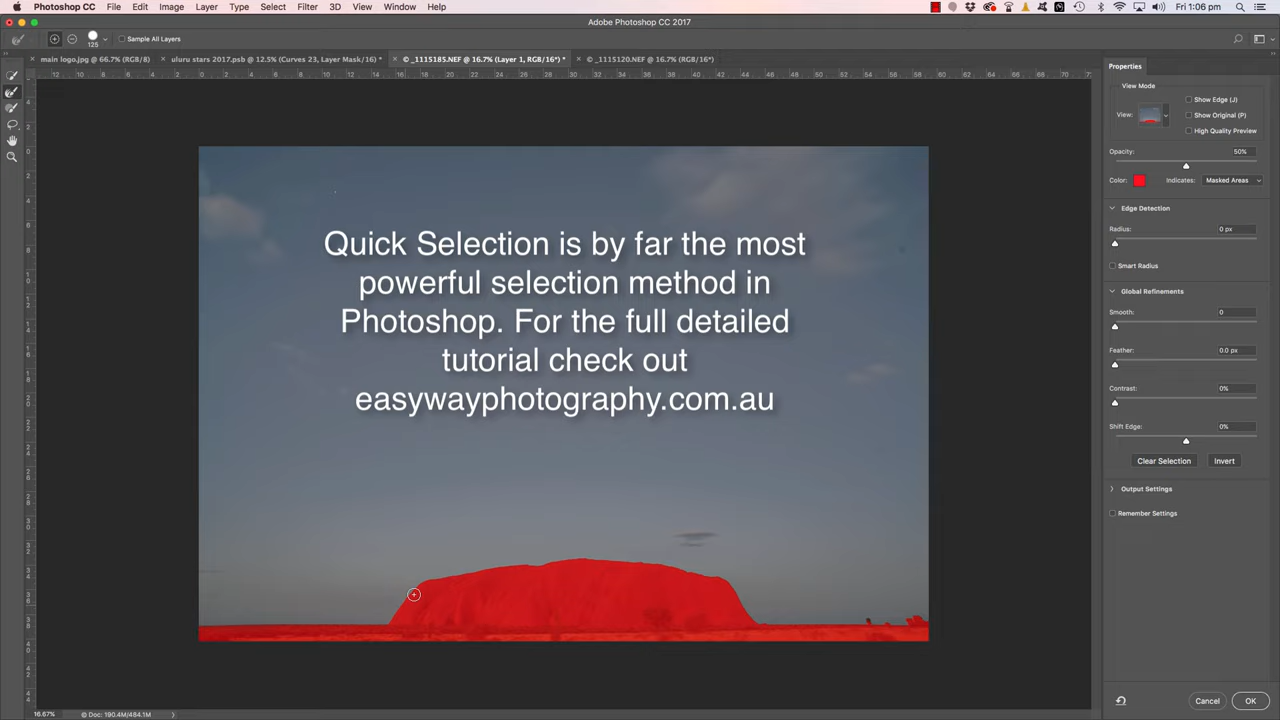 Photoshop CC File Edit Image Layer Type Select Filter 3D View Window Help Fri 1:06 pm
Adobe Photoshop CC 2017
125 Sample All Layers
main logo.jpg @ 66.7% (RGB/8) uluru stars 2017.psb @ 12.5% (Curves 23, Layer Mask/16) * © _1115185.NEF @ 16.7% (Layer 1, RGB/16*) * © _1115120.NEF @ 16.7% (RGB/16*)
Quick Selection is by far the most
powerful selection method in
Photoshop. For the full detailed
tutorial check out
easywayphotography.com.au
Properties
View Mode
Show Edge (J)
View: Show Original (P)
High Quality Preview
Opacity: 50%
Color: Indicates: Masked Areas
Edge Detection
Radius: 0 px
Smart Radius
Global Refinements
Smooth: 0
Feather: 0.0 px
Contrast: 0%
Shift Edge: 0%
Clear Selection Invert
Output Settings
Remember Settings
Cancel OK
16.67% Doc: 190.4M/484.1M